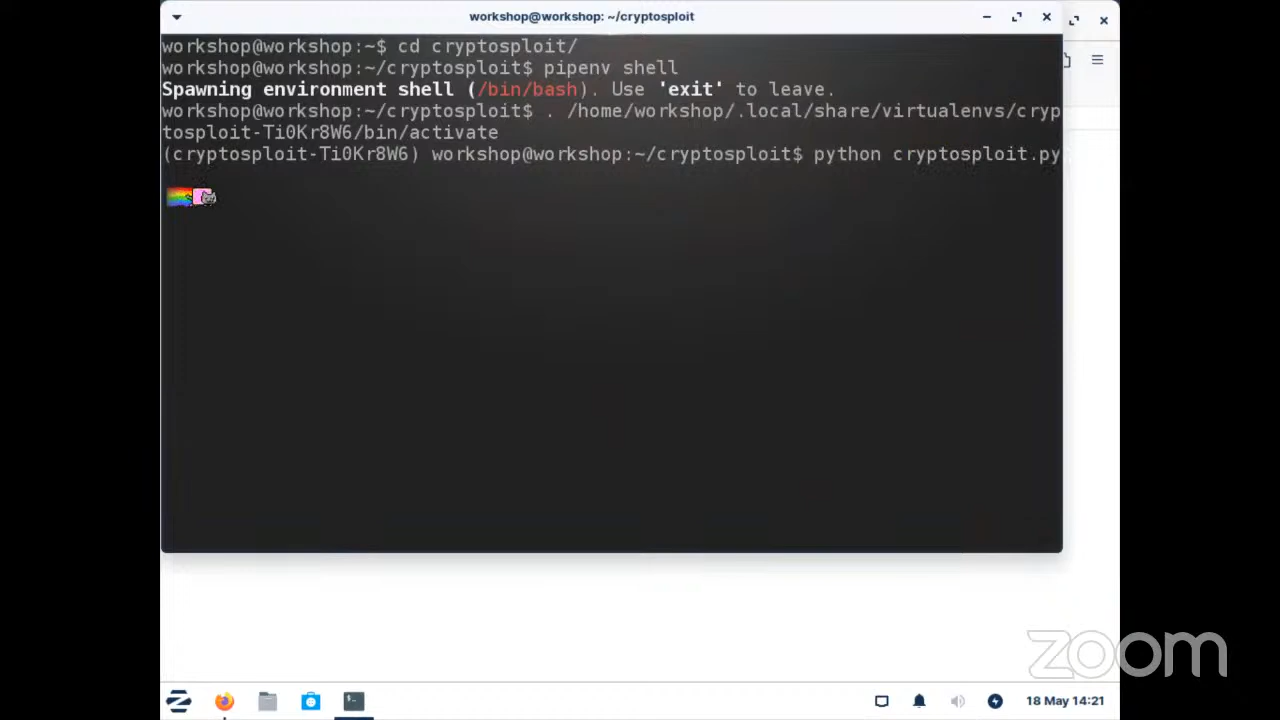 workshop@workshop: ~/cryptosploit
workshop@workshop:~$ cd cryptosploit/
workshop@workshop:~/cryptosploit$ pipenv shell
Spawning environment shell (/bin/bash). Use 'exit' to leave.
workshop@workshop:~/cryptosploit$ . /home/workshop/.local/share/virtualenvs/cryp
tosploit-Ti0Kr8W6/bin/activate
(cryptosploit-Ti0Kr8W6) workshop@workshop:~/cryptosploit$ python cryptosploit.py
zoom
18 May 14:21